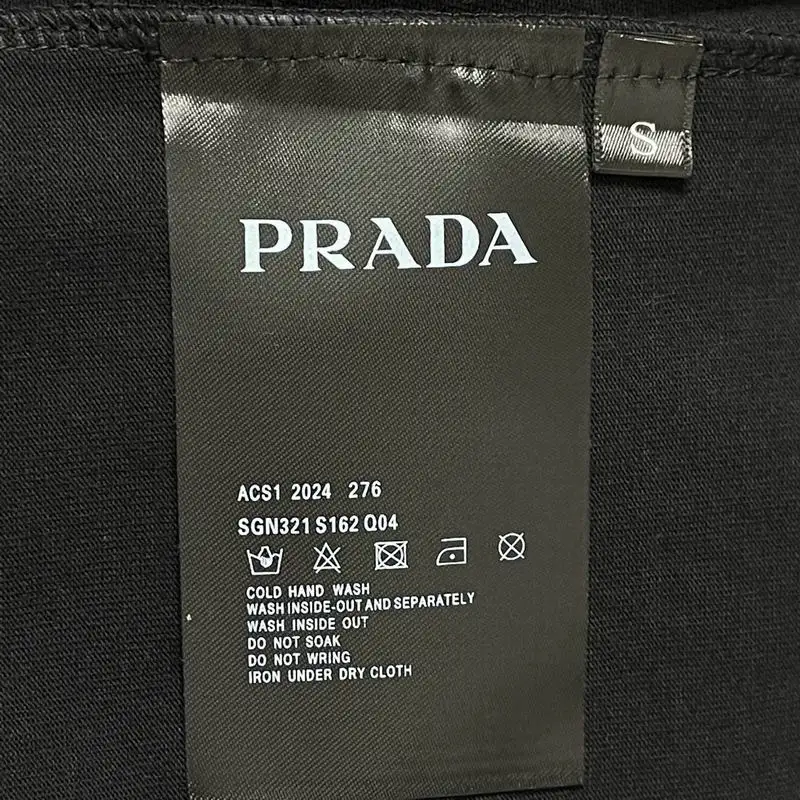 S
PRADA
ACS1 2024 276
SGN321 S162 Q04
COLD HAND WASH
WASH INSIDE-OUT AND SEPARATELY
WASH INSIDE OUT
DO NOT SOAK
DO NOT WRING
IRON UNDER DRY CLOTH